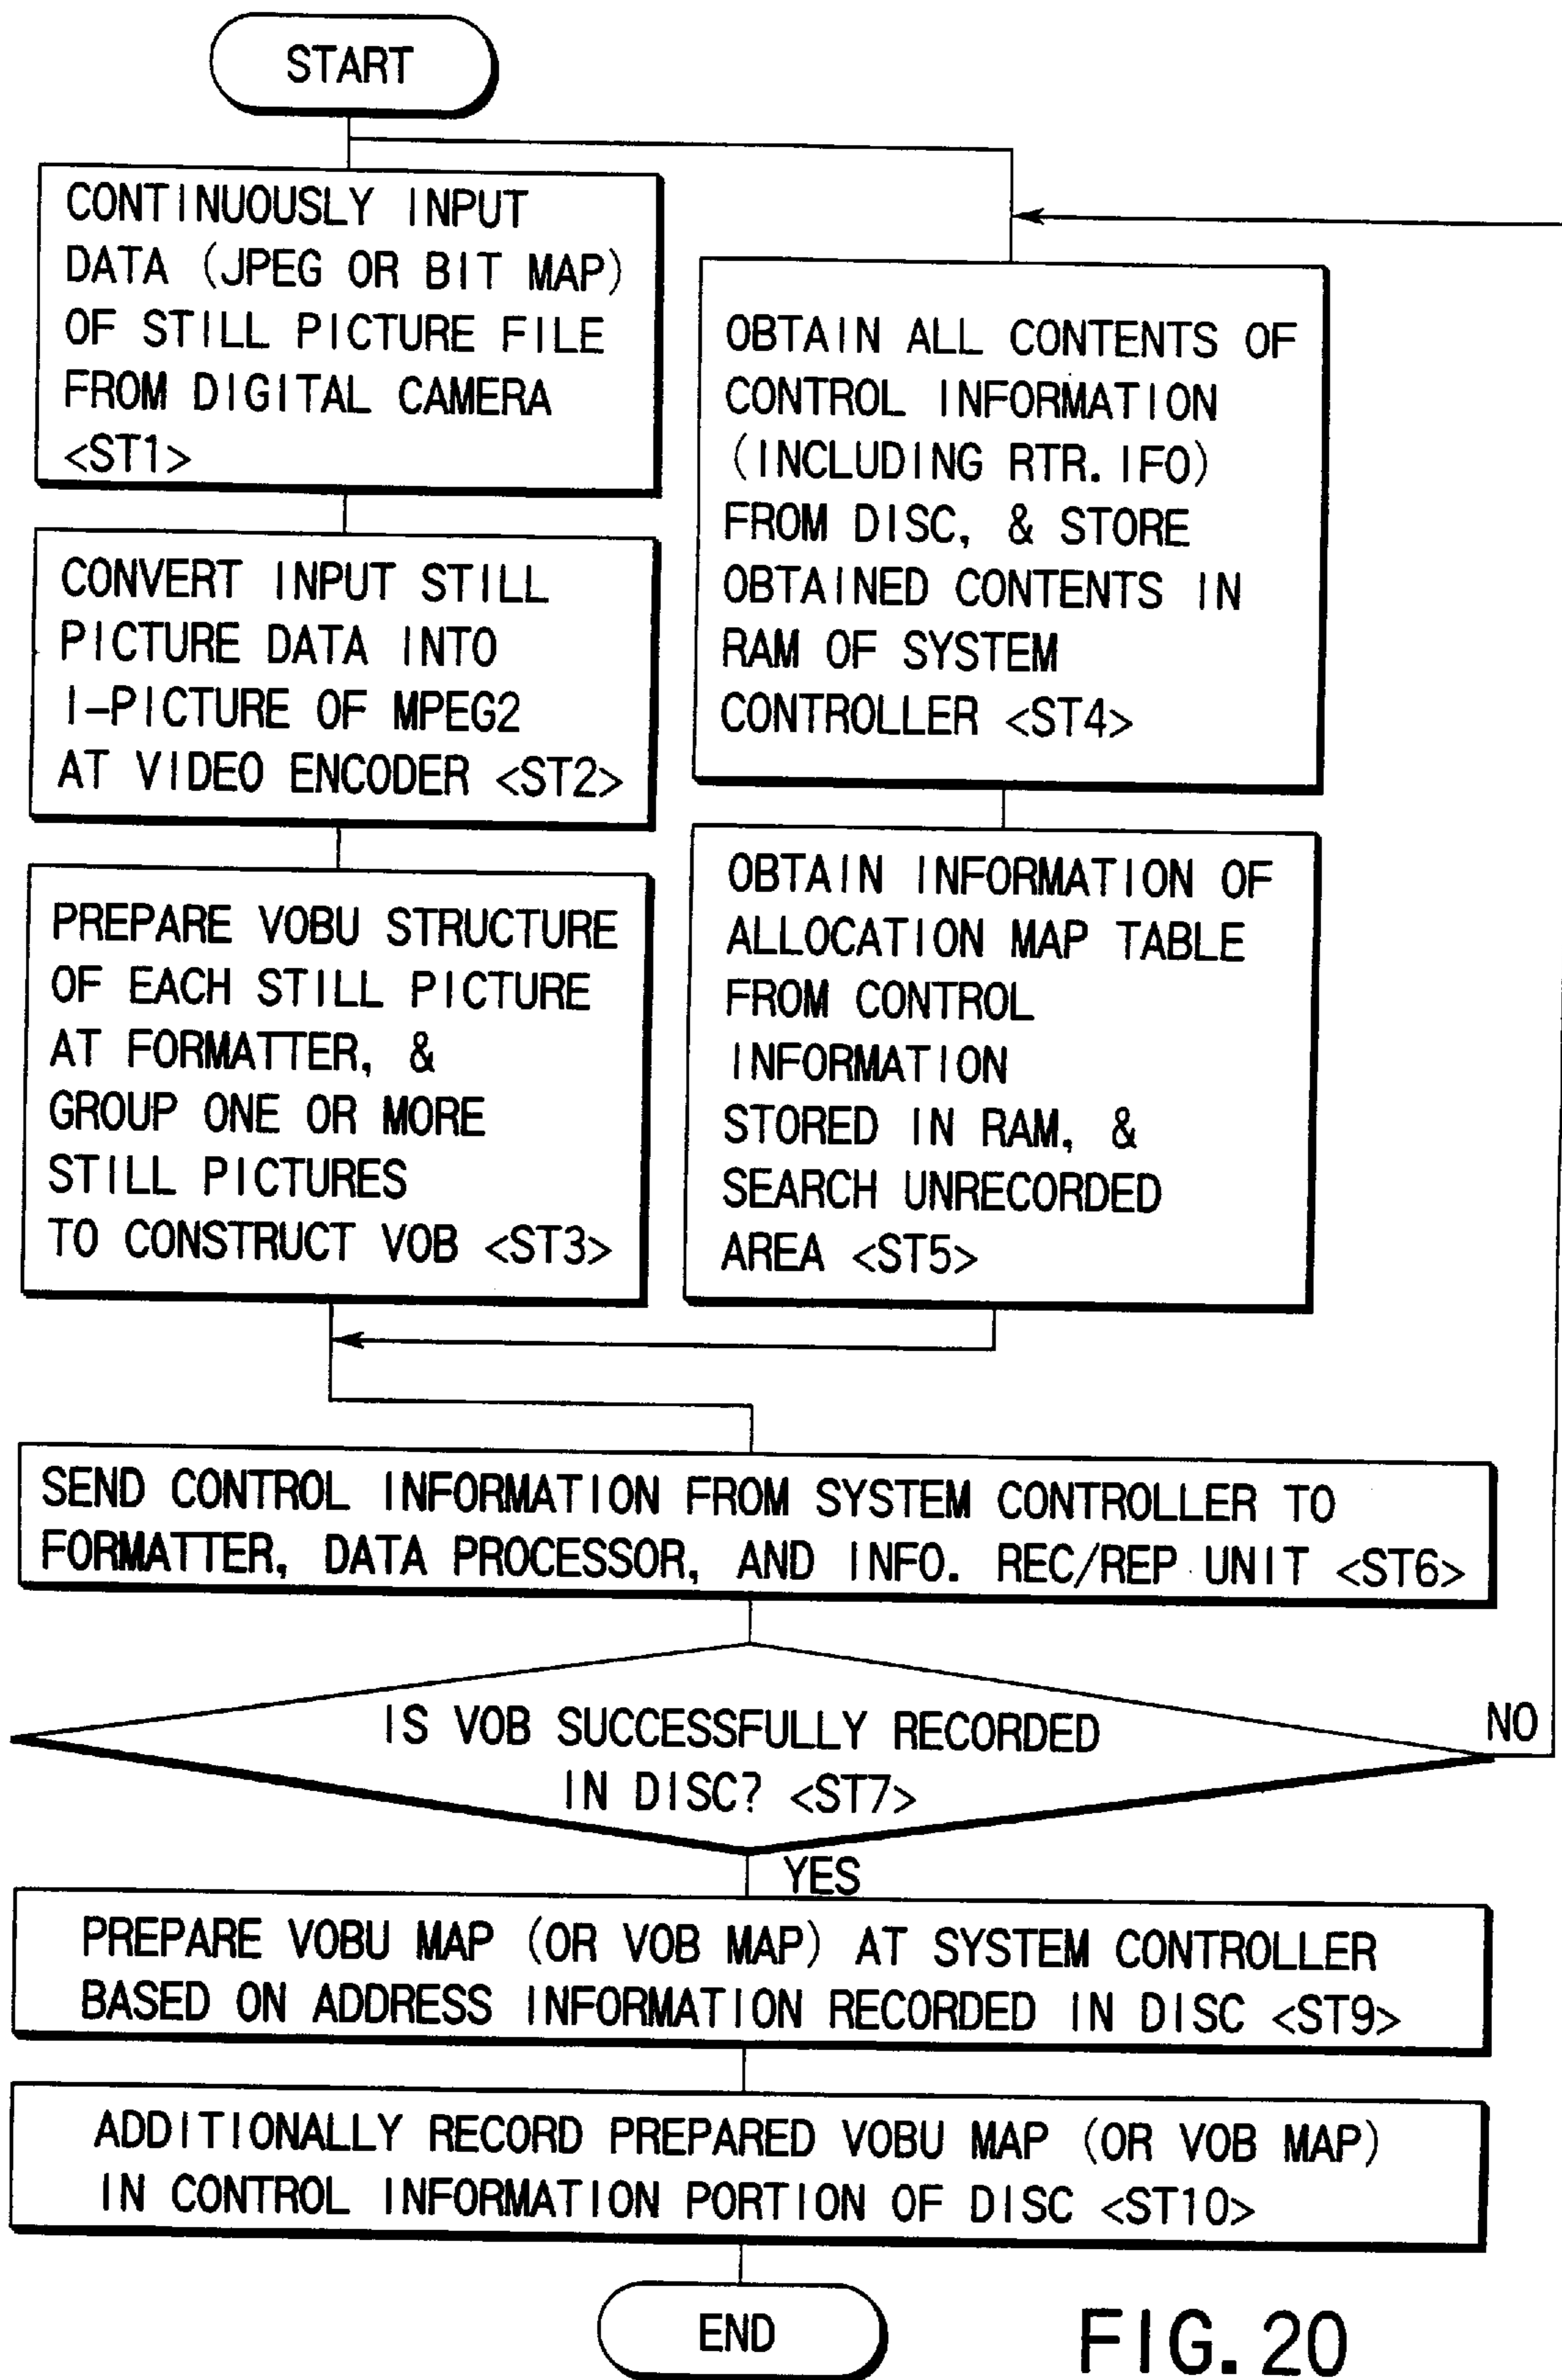 START
CONTINUOUSLY INPUT
DATA (JPEG OR BIT MAP)
OF STILL PICTURE FILE
FROM DIGITAL CAMERA
<ST1>
CONVERT INPUT STILL
PICTURE DATA INTO
I-PICTURE OF MPEG2
AT VIDEO ENCODER <ST2>
PREPARE VOBU STRUCTURE
OF EACH STILL PICTURE
AT FORMATTER, &
GROUP ONE OR MORE
STILL PICTURES
TO CONSTRUCT VOB <ST3>
OBTAIN ALL CONTENTS OF
CONTROL INFORMATION
(INCLUDING RTR. IFO)
FROM DISC, & STORE
OBTAINED CONTENTS IN
RAM OF SYSTEM
CONTROLLER <ST4>
OBTAIN INFORMATION OF
ALLOCATION MAP TABLE
FROM CONTROL
INFORMATION
STORED IN RAM, &
SEARCH UNRECORDED
AREA <ST5>
SEND CONTROL INFORMATION FROM SYSTEM CONTROLLER TO
FORMATTER, DATA PROCESSOR, AND INFO. REC/REP UNIT <ST6>
IS VOB SUCCESSFULLY RECORDED
IN DISC? <ST7>
NO
YES
PREPARE VOBU MAP (OR VOB MAP) AT SYSTEM CONTROLLER
BASED ON ADDRESS INFORMATION RECORDED IN DISC <ST9>
ADDITIONALLY RECORD PREPARED VOBU MAP (OR VOB MAP)
IN CONTROL INFORMATION PORTION OF DISC <ST10>
END
FIG. 20